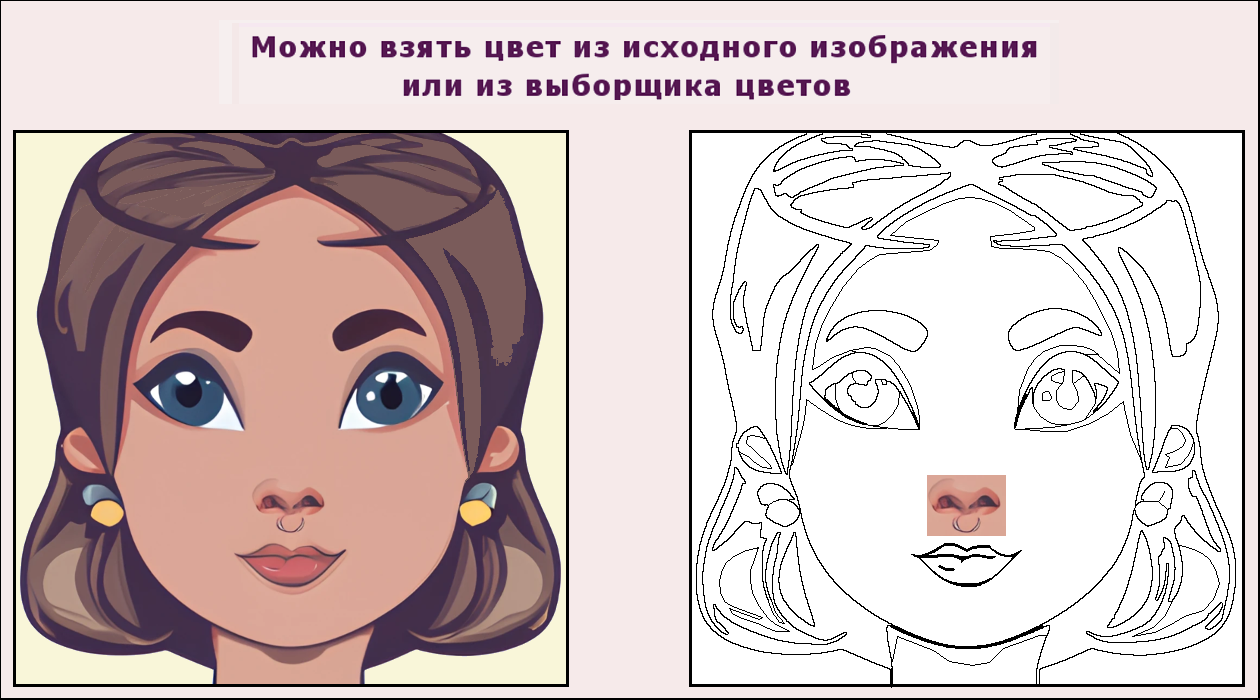 Можно взять цвет из исходного изображения
или из выборщика цветов